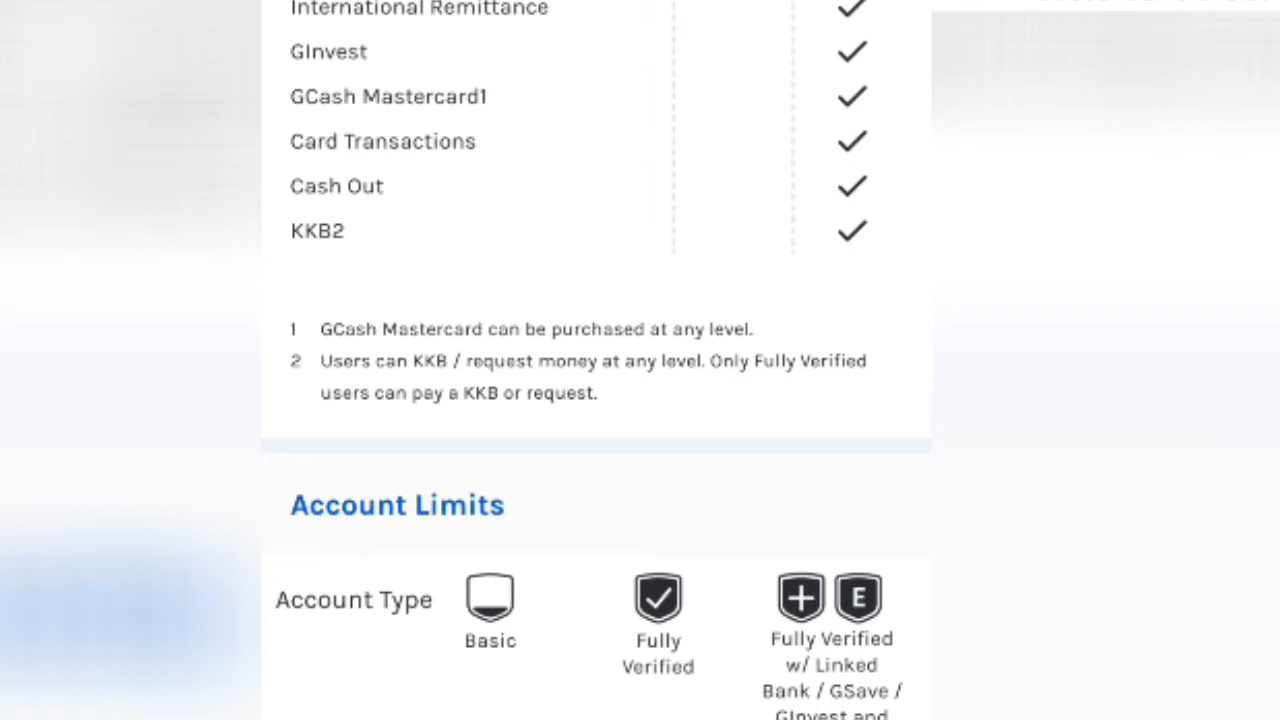 International Remittance
GInvest
GCash Mastercard1
Card Transactions
Cash Out
KKB2
1 GCash Mastercard can be purchased at any level.
2 Users can KKB / request money at any level. Only Fully Verified
users can pay a KKB or request.
Account Limits
Account Type
Basic
Fully
Verified
E
Fully Verified
w/ Linked
Bank / GSave /
GInvest and